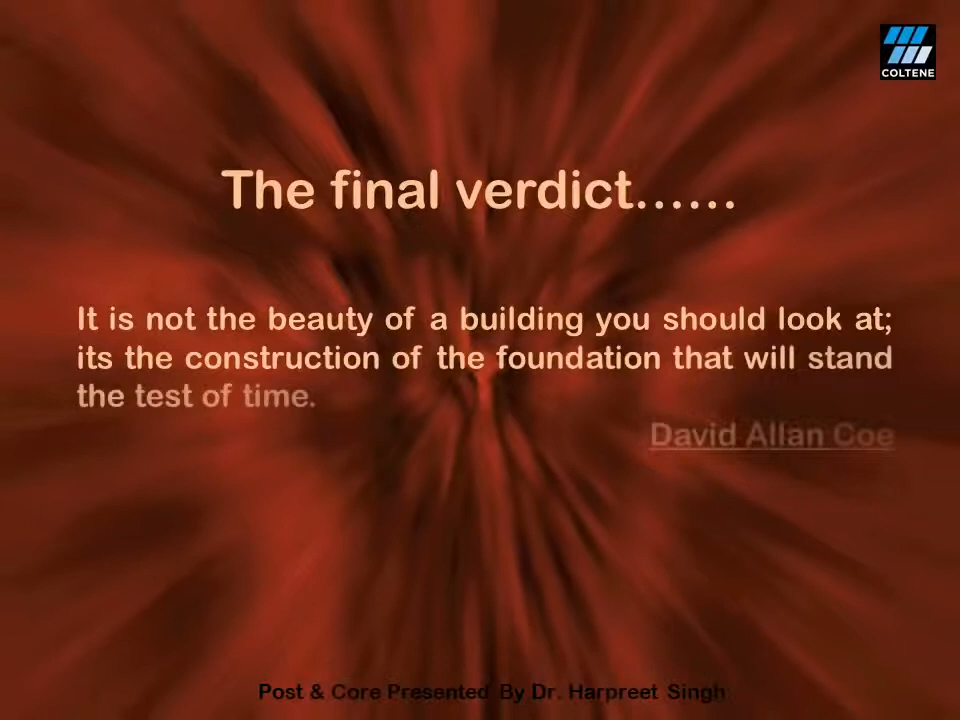 COLTENE
The final verdict......
It is not the beauty of a building you should look at;
its the construction of the foundation that will stand
the test of time.
David Allan Coe
Post & Core Presented By Dr. Harpreet Singh